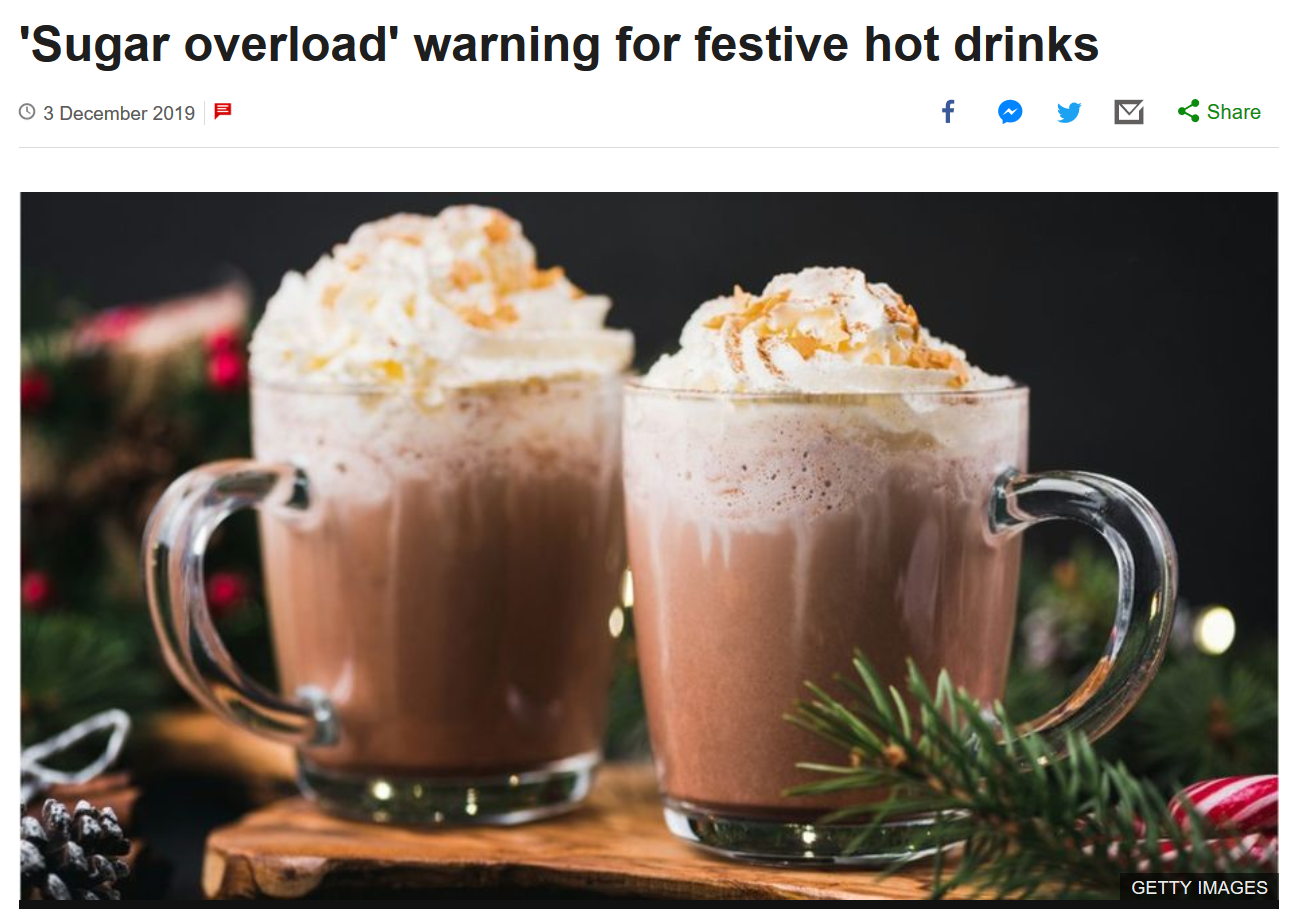 'Sugar overload' warning for festive hot drinks
3 December 2019
Share
GETTY IMAGES